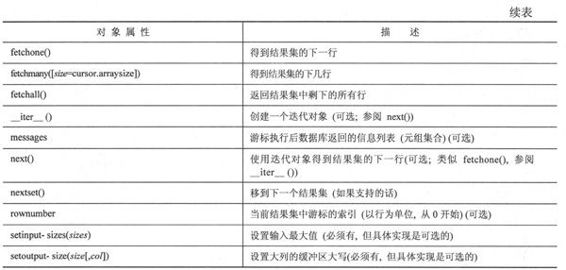 续表
对 象 属 性 描 述
fetchone() 得到结果集的下一行
fetchmany([size=cursor.arraysize]) 得到结果集的下几行
fetchall() 返回结果集中剩下的所有行
__iter__ () 创建一个迭代对象 (可选; 参阅 next())
messages 游标执行后数据库返回的信息列表 (元组集合) (可选)
next() 使用迭代对象得到结果集的下一行(可选; 类似 fetchone(), 参阅
__iter__ ())
nextset() 移到下一个结果集 (如果支持的话)
rownumber 当前结果集中游标的索引 (以行为单位, 从 0 开始) (可选)
setinput- sizes(sizes) 设置输入最大值 (必须有, 但具体实现是可选的)
setoutput- size(size[,col]) 设置大列的缓冲区大写(必须有, 但具体实现是可选的)